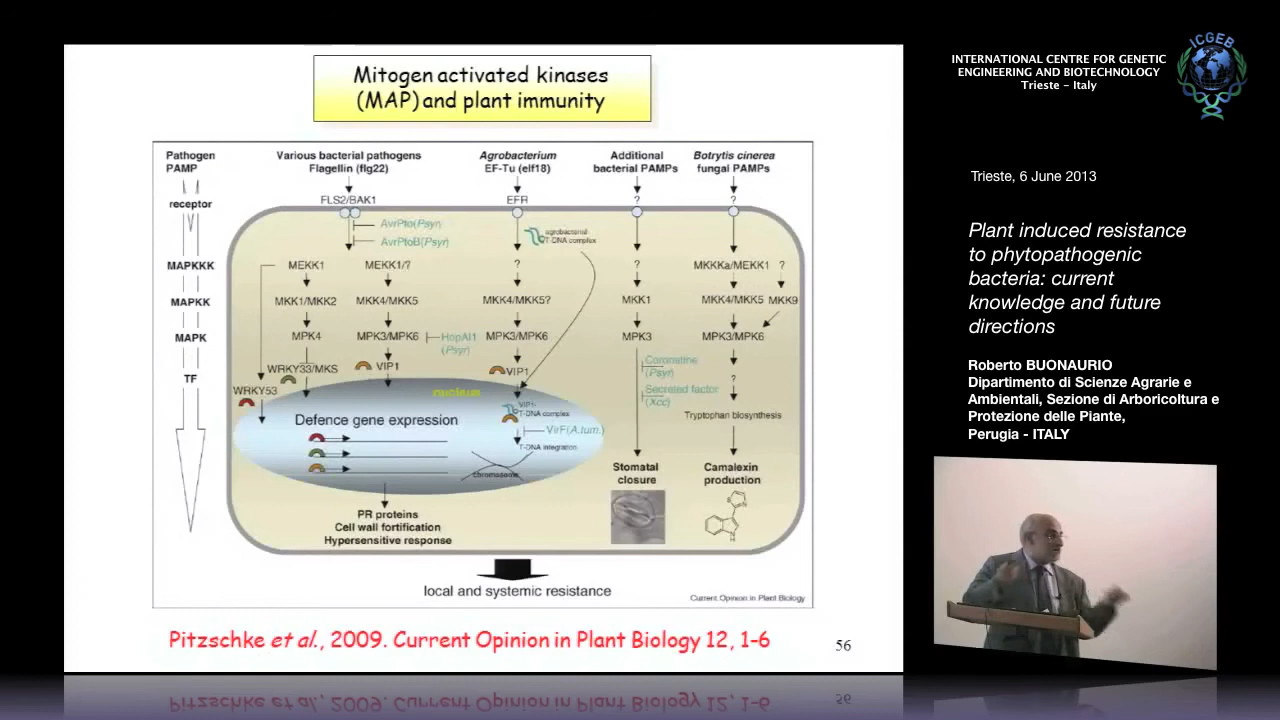 Mitogen activated kinases
(MAP) and plant immunity
Pathogen
PAMP
Various bacterial pathogens
Flagellin (flg22)
Agrobacterium
EF-Tu (elf18)
Additional
bacterial PAMPs
Botrytis cinerea
fungal PAMPs
receptor
FLS2/BAK1
EFR
?
?
AvrPto(Psyr)
AvrPtoB(Psyr)
agrobacterial
T-DNA complex
MAPKKK
MEKK1
MEKK1/?
?
?
MKKKa/MEKK1
?
MAPKK
MKK1/MKK2
MKK4/MKK5
MKK4/MKK5?
MKK1
MKK4/MKK5
MKK9
MAPK
MPK4
MPK3/MPK6
HopAI1
(Psyr)
MPK3/MPK6
MPK3
MPK3/MPK6
TF
WRKY33/MKS
VIP1
VIP1
WRKY53
nucleus
Coronatine
(Psyr)
Secreted factor
(Xcc)
?
Defence gene expression
VIP1-
T-DNA complex
VirF(A.tum.)
T-DNA integration
chromosome
Tryptophan biosynthesis
Stomatal
closure
Camalexin
production
S
N
N
H
PR proteins
Cell wall fortification
Hypersensitive response
local and systemic resistance
Current Opinion in Plant Biology
Pitzschke et al., 2009. Current Opinion in Plant Biology 12, 1-6
56
INTERNATIONAL CENTRE FOR GENETIC
ENGINEERING AND BIOTECHNOLOGY
Trieste - Italy
ICGEB
Trieste, 6 June 2013
Plant induced resistance
to phytopathogenic
bacteria: current
knowledge and future
directions
Roberto BUONAURIO
Dipartimento di Scienze Agrarie e
Ambientali, Sezione di Arboricoltura e
Protezione delle Piante,
Perugia - ITALY